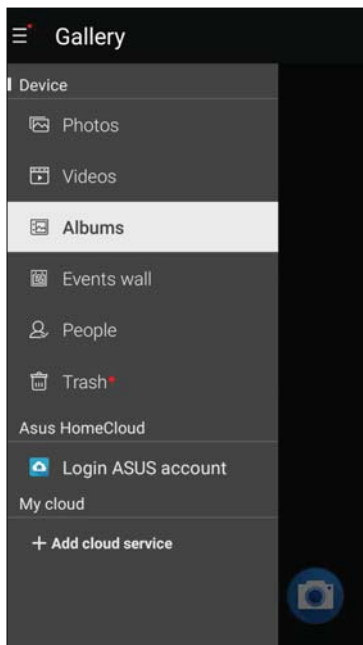 Gallery
Device
Photos
Videos
Albums
Events wall
People
Trash
Asus HomeCloud
Login ASUS account
My cloud
+ Add cloud service